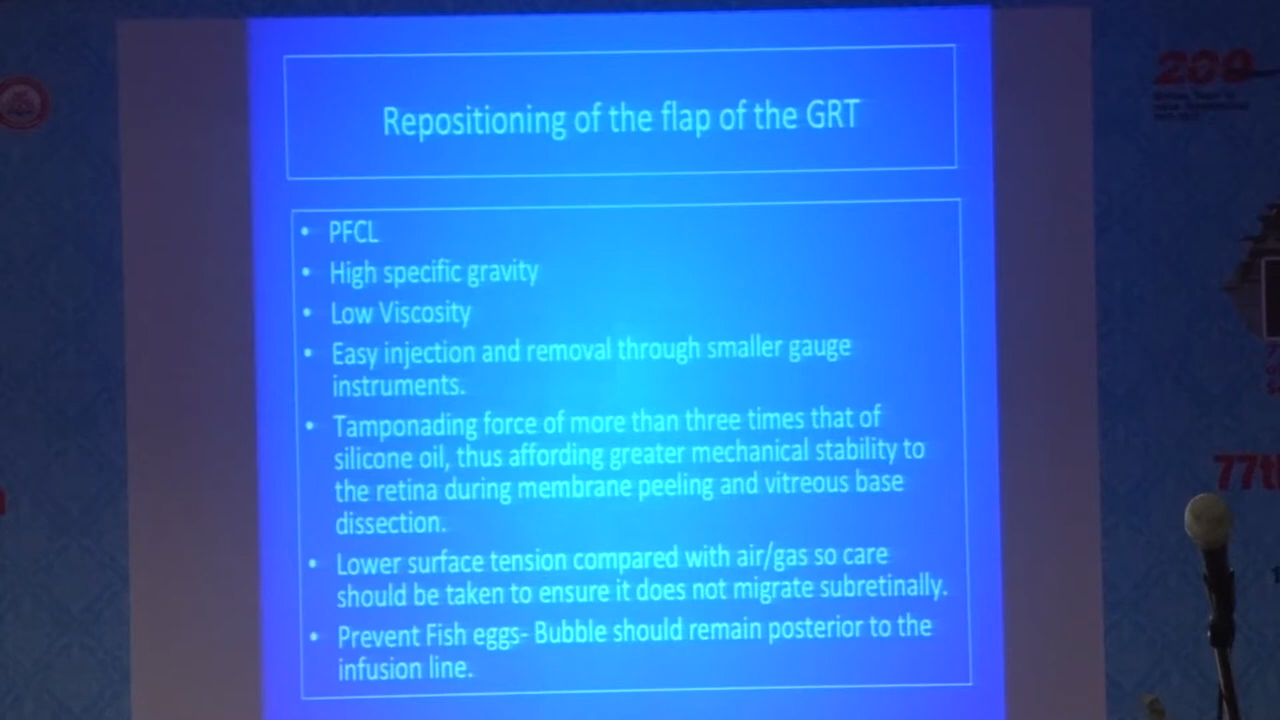 200
Repositioning of the flap of the GRT
• PFCL
• High specific gravity
• Low Viscosity
• Easy injection and removal through smaller gauge
instruments.
• Tamponading force of more than three times that of
silicone oil, thus affording greater mechanical stability to
the retina during membrane peeling and vitreous base
dissection.
• Lower surface tension compared with air/gas so care
should be taken to ensure it does not migrate subretinally.
• Prevent Fish eggs- Bubble should remain posterior to the
infusion line.
77th